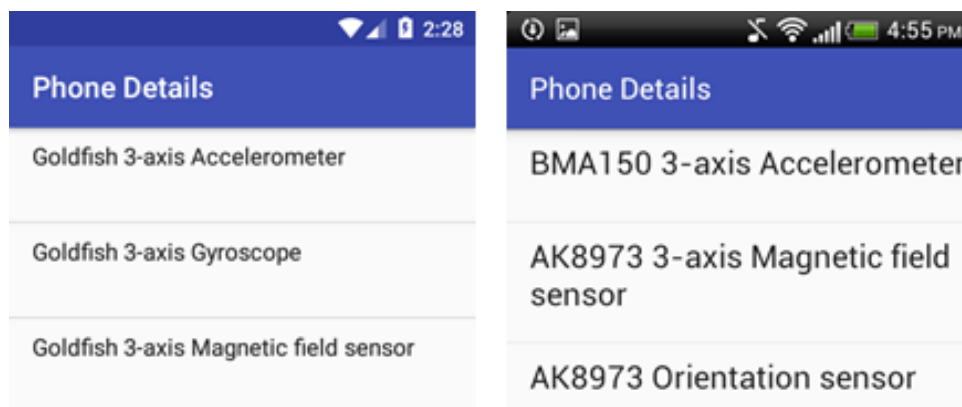 2:28
Phone Details
Goldfish 3-axis Accelerometer
Goldfish 3-axis Gyroscope
Goldfish 3-axis Magnetic field sensor
4:55 PM
Phone Details
BMA150 3-axis Accelerometer
AK8973 3-axis Magnetic field
sensor
AK8973 Orientation sensor